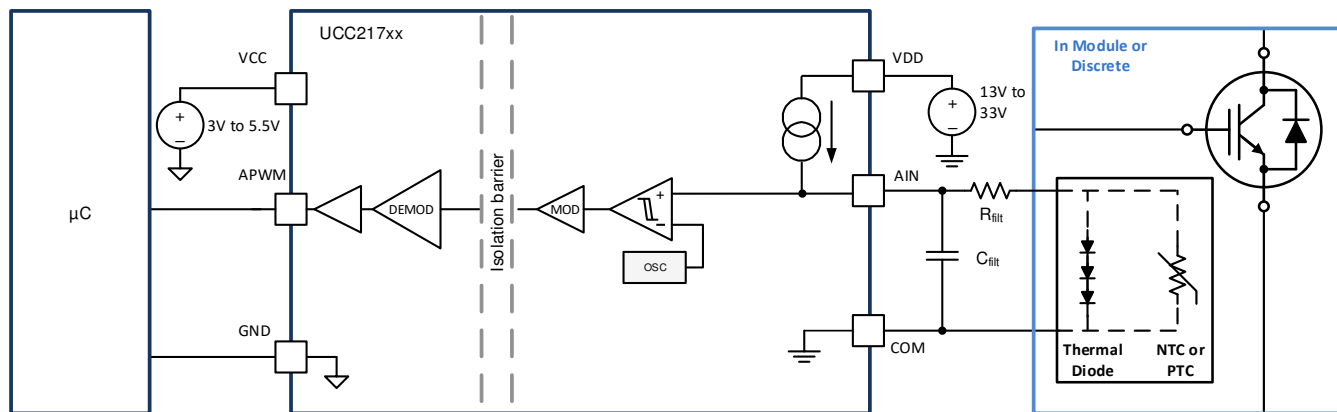 UCC217xx
In Module or
Discrete
VCC
VDD
+
3V to 5.5V
−
+
13V to
33V
−
APWM
AIN
µC
DEMOD
Isolation barrier
MOD
+
−
OSC
Rfilt
Cfilt
GND
COM
Thermal
Diode
NTC or
PTC